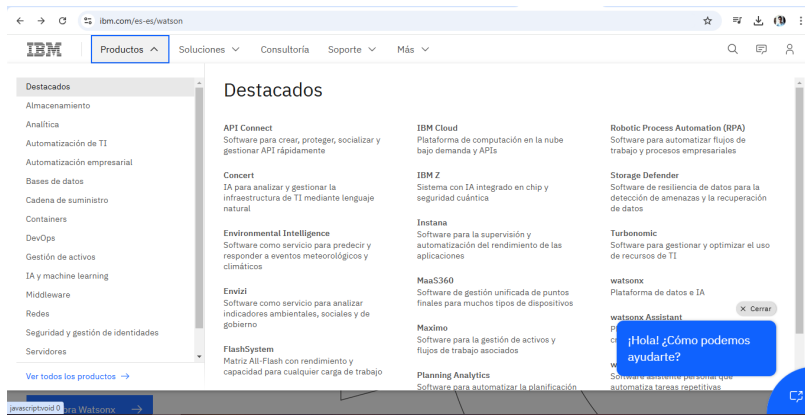 ibm.com/es-es/watson
IBM
Productos
Soluciones
Consultoría
Soporte
Más
Destacados
Almacenamiento
Analítica
Automatización de TI
Automatización empresarial
Bases de datos
Cadena de suministro
Containers
DevOps
Gestión de activos
IA y machine learning
Middleware
Redes
Seguridad y gestión de identidades
Servidores
Ver todos los productos →
Destacados
API Connect
Software para crear, proteger, socializar y
gestionar API rápidamente
Concert
IA para analizar y gestionar la
infraestructura de TI mediante lenguaje
natural
Environmental Intelligence
Software como servicio para predecir y
responder a eventos meteorológicos y
climáticos
Envizi
Software como servicio para analizar
indicadores ambientales, sociales y de
gobierno
FlashSystem
Matriz All-Flash con rendimiento y
capacidad para cualquier carga de trabajo
IBM Cloud
Plataforma de computación en la nube
bajo demanda y APIs
IBM Z
Sistema con IA integrado en chip y
seguridad cuántica
Instana
Software para la supervisión y
automatización del rendimiento de las
aplicaciones
MaaS360
Software de gestión unificada de puntos
finales para muchos tipos de dispositivos
Maximo
Software para la gestión de activos y
flujos de trabajo asociados
Planning Analytics
Software para automatizar la planificación
Robotic Process Automation (RPA)
Software para automatizar flujos de
trabajo y procesos empresariales
Storage Defender
Software de resiliencia de datos para la
detección de amenazas y la recuperación
de datos
Turbonomic
Software para gestionar y optimizar el uso
de recursos de TI
watsonx
Plataforma de datos e IA
watsonx Assistant
Software asistente personal que
automatiza tareas repetitivas
× Cerrar
¡Hola! ¿Cómo podemos
ayudarte?
javascript:void 0
ora Watsonx →